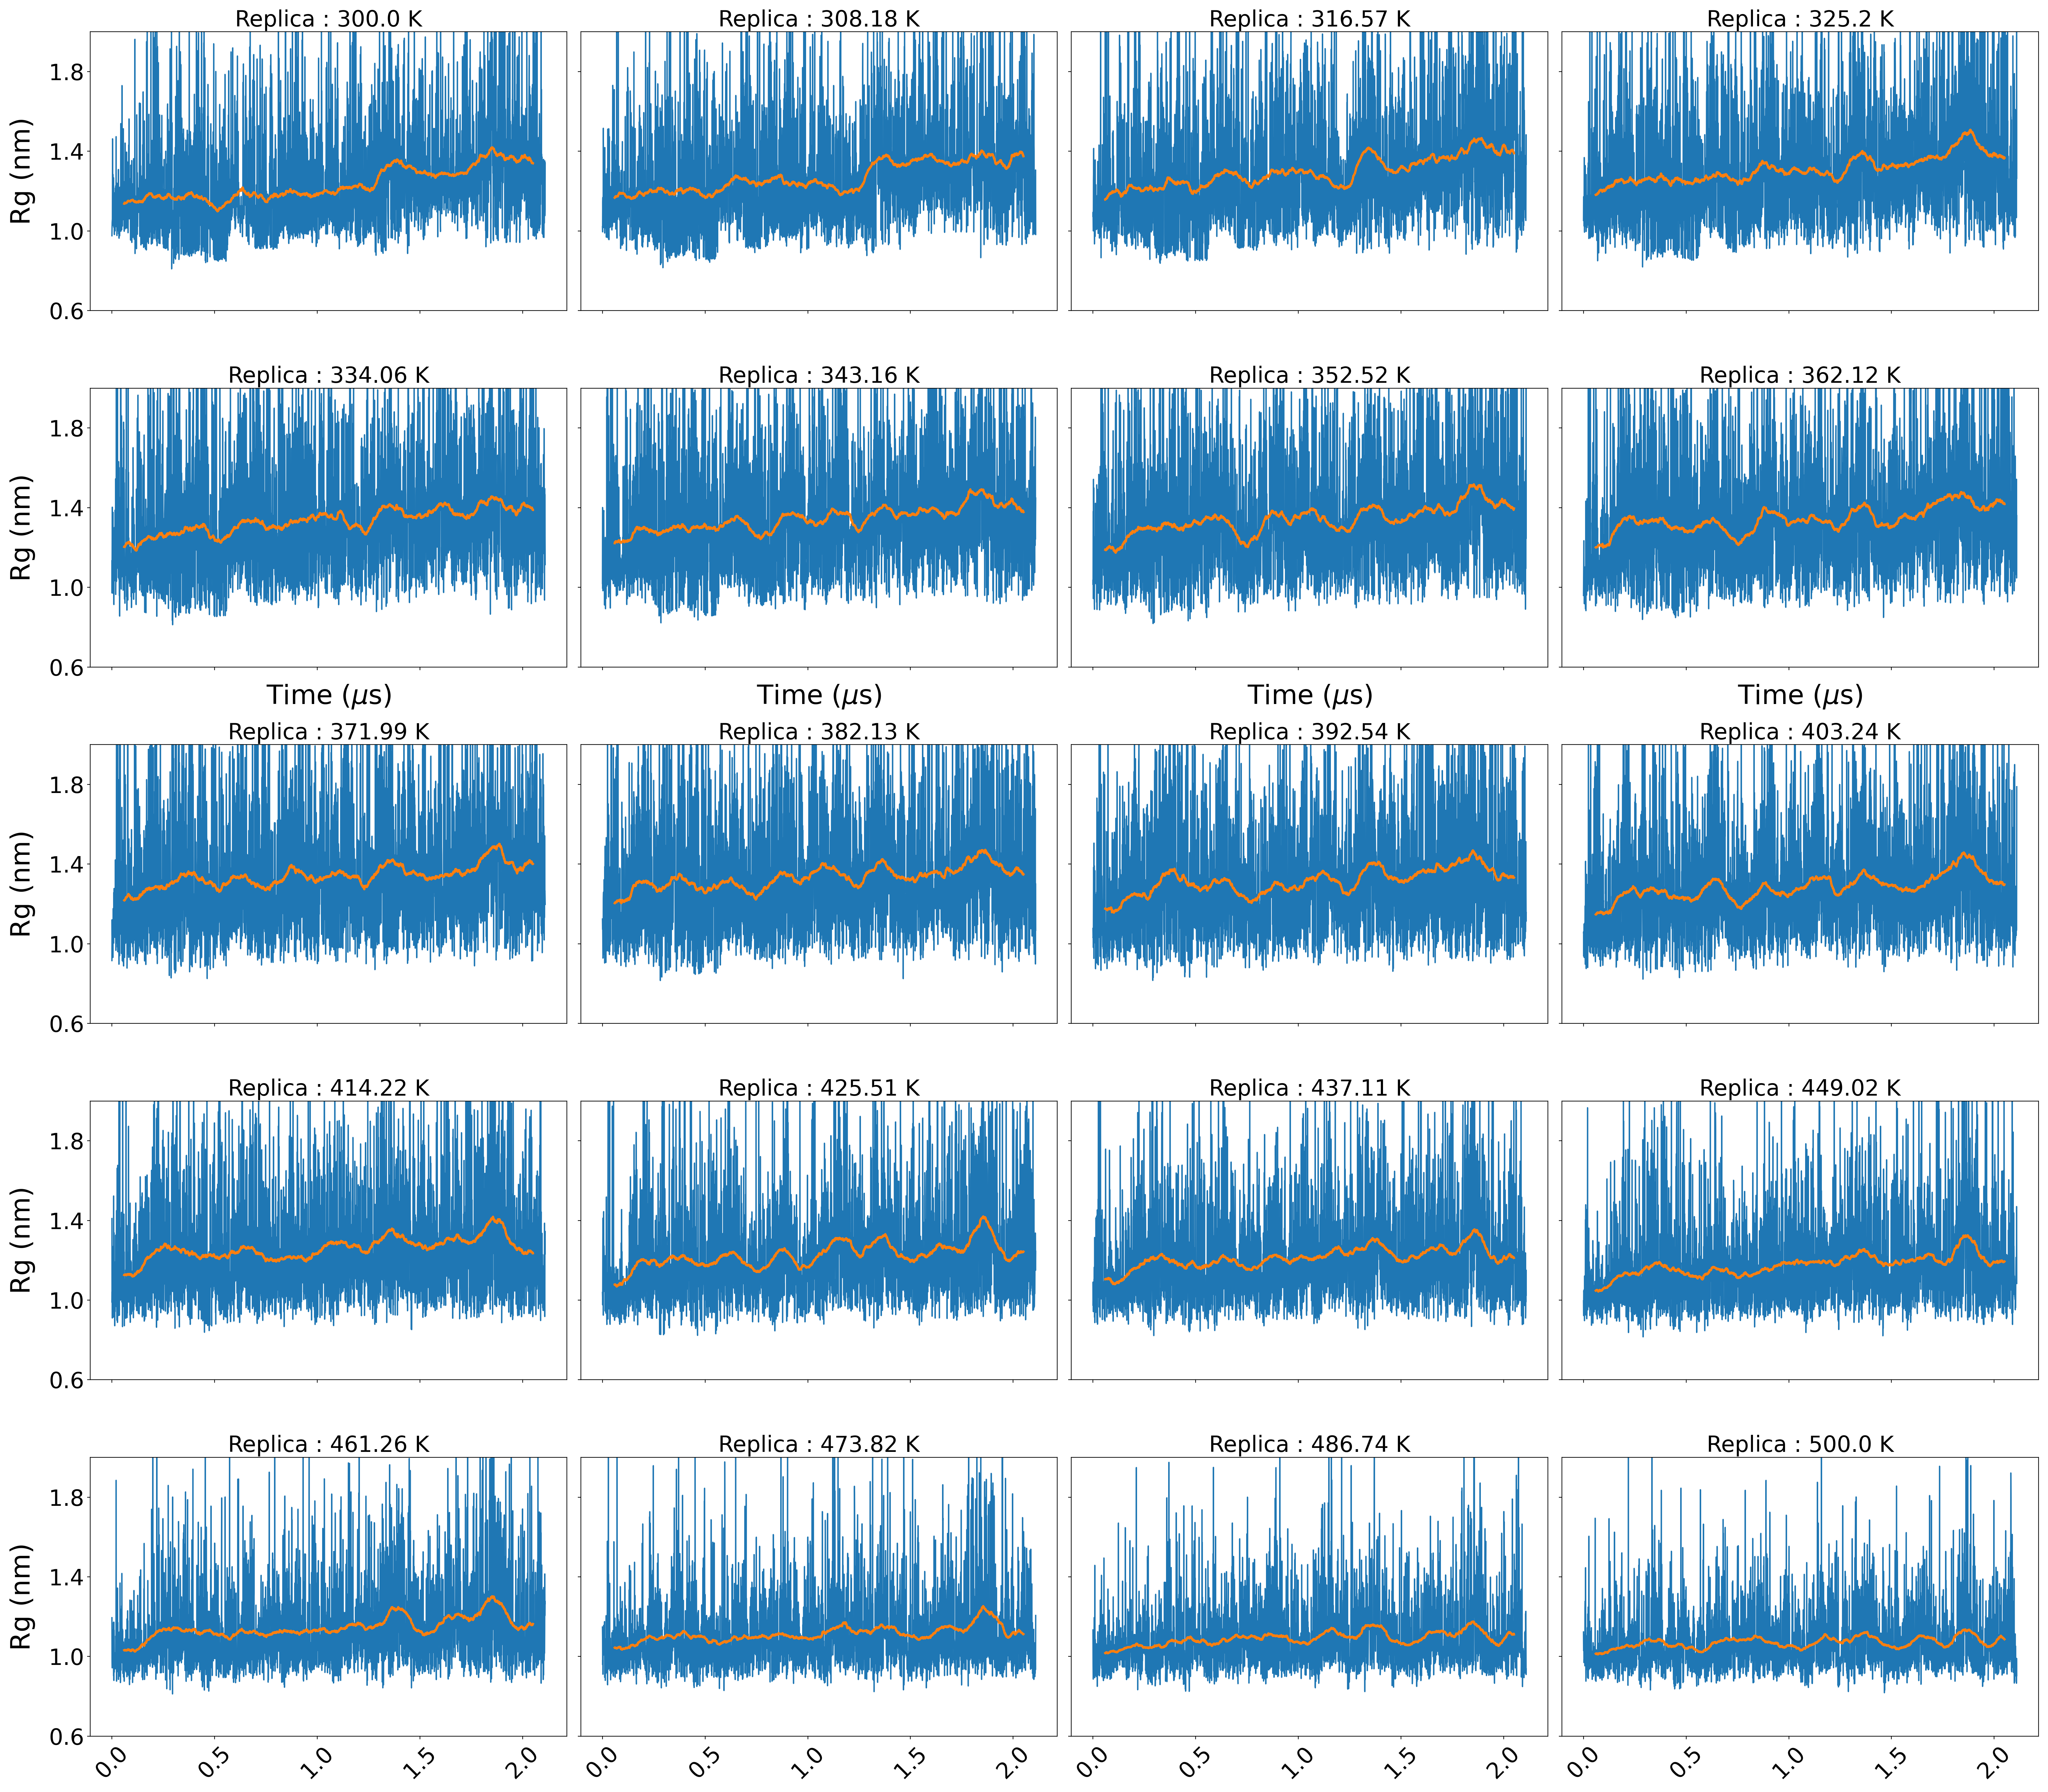 Replica : 300.0 K
Replica : 308.18 K
Replica : 316.57 K
Replica : 325.2 K
Rg (nm)
1.8
1.4
1.0
0.6
Replica : 334.06 K
Replica : 343.16 K
Replica : 352.52 K
Replica : 362.12 K
Rg (nm)
1.8
1.4
1.0
0.6
Time (μs)
Time (μs)
Time (μs)
Time (μs)
Replica : 371.99 K
Replica : 382.13 K
Replica : 392.54 K
Replica : 403.24 K
Rg (nm)
1.8
1.4
1.0
0.6
Replica : 414.22 K
Replica : 425.51 K
Replica : 437.11 K
Replica : 449.02 K
Rg (nm)
1.8
1.4
1.0
0.6
Replica : 461.26 K
Replica : 473.82 K
Replica : 486.74 K
Replica : 500.0 K
Rg (nm)
1.8
1.4
1.0
0.6
0.0
0.5
1.0
1.5
2.0
0.0
0.5
1.0
1.5
2.0
0.0
0.5
1.0
1.5
2.0
0.0
0.5
1.0
1.5
2.0